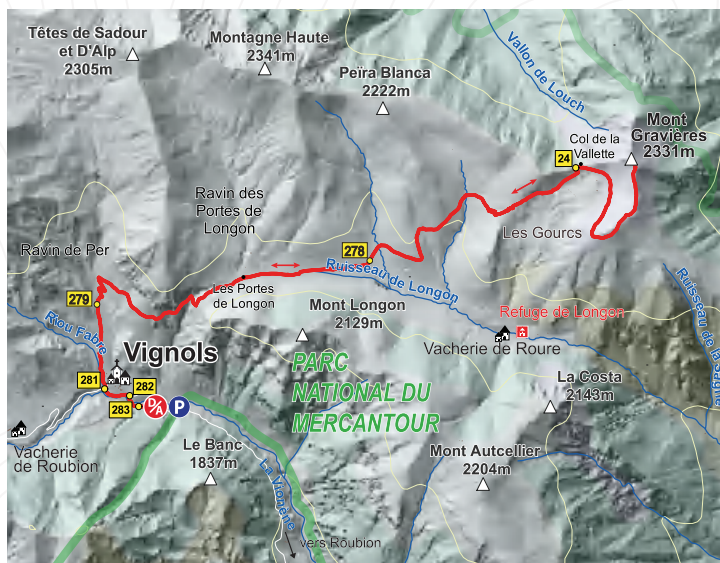 Têtes de Sadour
et D'Alp
2305m
Montagne Haute
2341m
Peïra Blanca
2222m
Vallon de Louch
Mont
Gravières
2331m
Col de la
Vallette
24
Ravin des
Portes de
Longon
Les Gourcs
Ravin de Per
278
Ruisseau de Longon
Les Portes
de Longon
279
Ruisseau de la
Mont Longon
2129m
Refuge de Longon
Riou Fabre
Vignols
Vacherie de Roure
PARC
NATIONAL DU
MERCANTOUR
281
282
283
D/A
P
La Costa
2143m
Vacherie
de Roubion
Le Banc
1837m
Mont Autcellier
2204m
La Vionène
vers Roubion